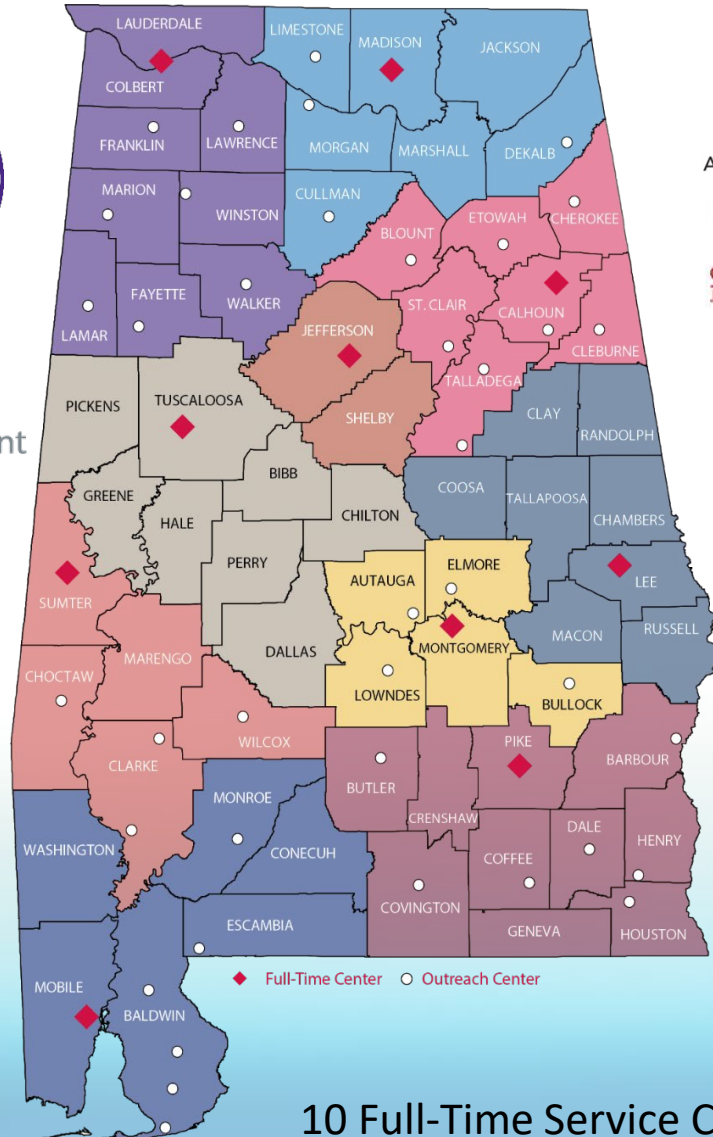 LAUDERDALE
LIMESTONE
MADISON
JACKSON
COLBERT
FRANKLIN
LAWRENCE
MORGAN
MARSHALL
DEKALB
MARION
WINSTON
CULLMAN
BLOUNT
ETOWAH
CHEROKEE
LAMAR
FAYETTE
WALKER
JEFFERSON
ST. CLAIR
CALHOUN
CLEBURNE
PICKENS
TUSCALOOSA
SHELBY
TALLADEGA
CLAY
RANDOLPH
nt
GREENE
HALE
BIBB
CHILTON
COOSA
TALLAPOOSA
CHAMBERS
SUMTER
PERRY
AUTAUGA
ELMORE
LEE
CHOCTAW
MARENGO
DALLAS
LOWNDES
MONTGOMERY
MACON
RUSSELL
BULLOCK
CLARKE
WILCOX
BUTLER
CRENSHAW
PIKE
BARBOUR
WASHINGTON
MONROE
CONECUH
COVINGTON
COFFEE
DALE
HENRY
ESCAMBIA
GENEVA
HOUSTON
MOBILE
BALDWIN
Full-Time Center Outreach Center
10 Full-Time Service C